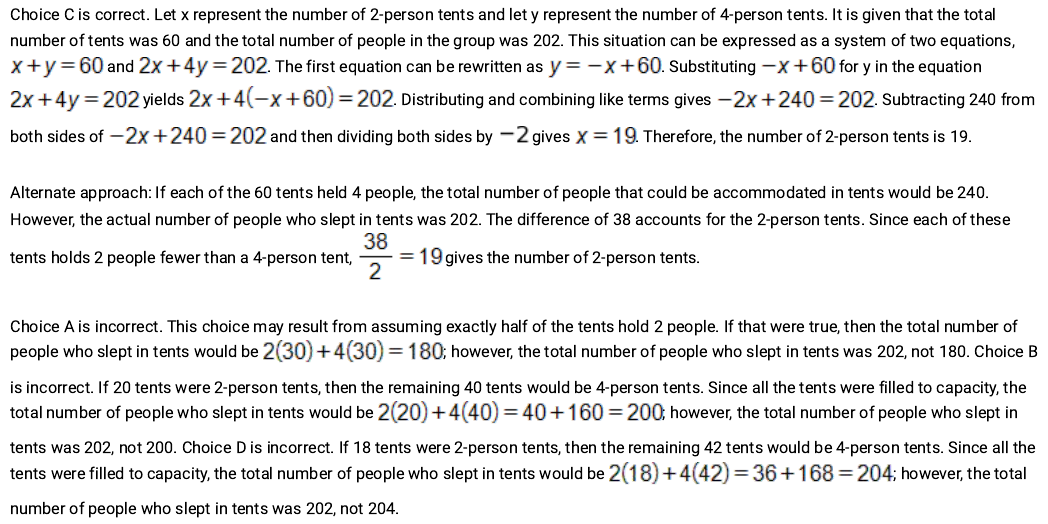 Choice C is correct. Let x represent the number of 2-person tents and let y represent the number of 4-person tents. It is given that the total
number of tents was 60 and the total number of people in the group was 202. This situation can be expressed as a system of two equations,
x + y = 60 and 2x + 4y = 202. The first equation can be rewritten as y = −x + 60. Substituting −x + 60 for y in the equation
2x + 4y = 202 yields 2x + 4(−x + 60) = 202. Distributing and combining like terms gives −2x + 240 = 202. Subtracting 240 from
both sides of −2x + 240 = 202 and then dividing both sides by −2 gives x = 19. Therefore, the number of 2-person tents is 19.
Alternate approach: If each of the 60 tents held 4 people, the total number of people that could be accommodated in tents would be 240.
However, the actual number of people who slept in tents was 202. The difference of 38 accounts for the 2-person tents. Since each of these
tents holds 2 people fewer than a 4-person tent, 38/2 = 19 gives the number of 2-person tents.
Choice A is incorrect. This choice may result from assuming exactly half of the tents hold 2 people. If that were true, then the total number of
people who slept in tents would be 2(30) + 4(30) = 180; however, the total number of people who slept in tents was 202, not 180. Choice B
is incorrect. If 20 tents were 2-person tents, then the remaining 40 tents would be 4-person tents. Since all the tents were filled to capacity, the
total number of people who slept in tents would be 2(20) + 4(40) = 40 + 160 = 200; however, the total number of people who slept in
tents was 202, not 200. Choice D is incorrect. If 18 tents were 2-person tents, then the remaining 42 tents would be 4-person tents. Since all the
tents were filled to capacity, the total number of people who slept in tents would be 2(18) + 4(42) = 36 + 168 = 204; however, the total
number of people who slept in tents was 202, not 204.